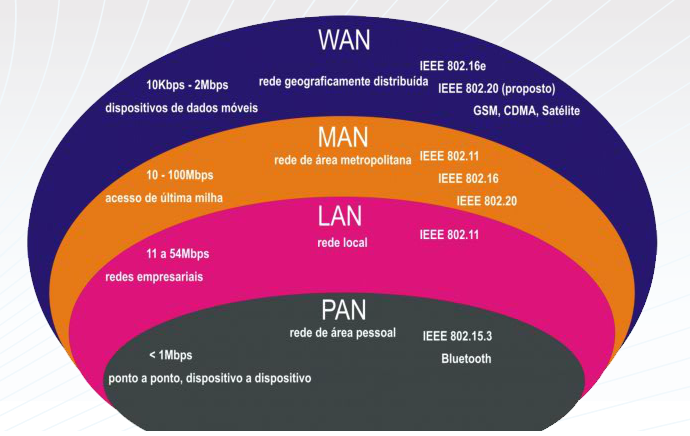 WAN
rede geograficamente distribuída
10Kbps - 2Mbps
dispositivos de dados móveis
IEEE 802.16e
IEEE 802.20 (proposto)
GSM, CDMA, Satélite
MAN
rede de área metropolitana
10 - 100Mbps
acesso de última milha
IEEE 802.11
IEEE 802.16
IEEE 802.20
LAN
rede local
11 a 54Mbps
redes empresariais
IEEE 802.11
PAN
rede de área pessoal
< 1Mbps
ponto a ponto, dispositivo a dispositivo
IEEE 802.15.3
Bluetooth